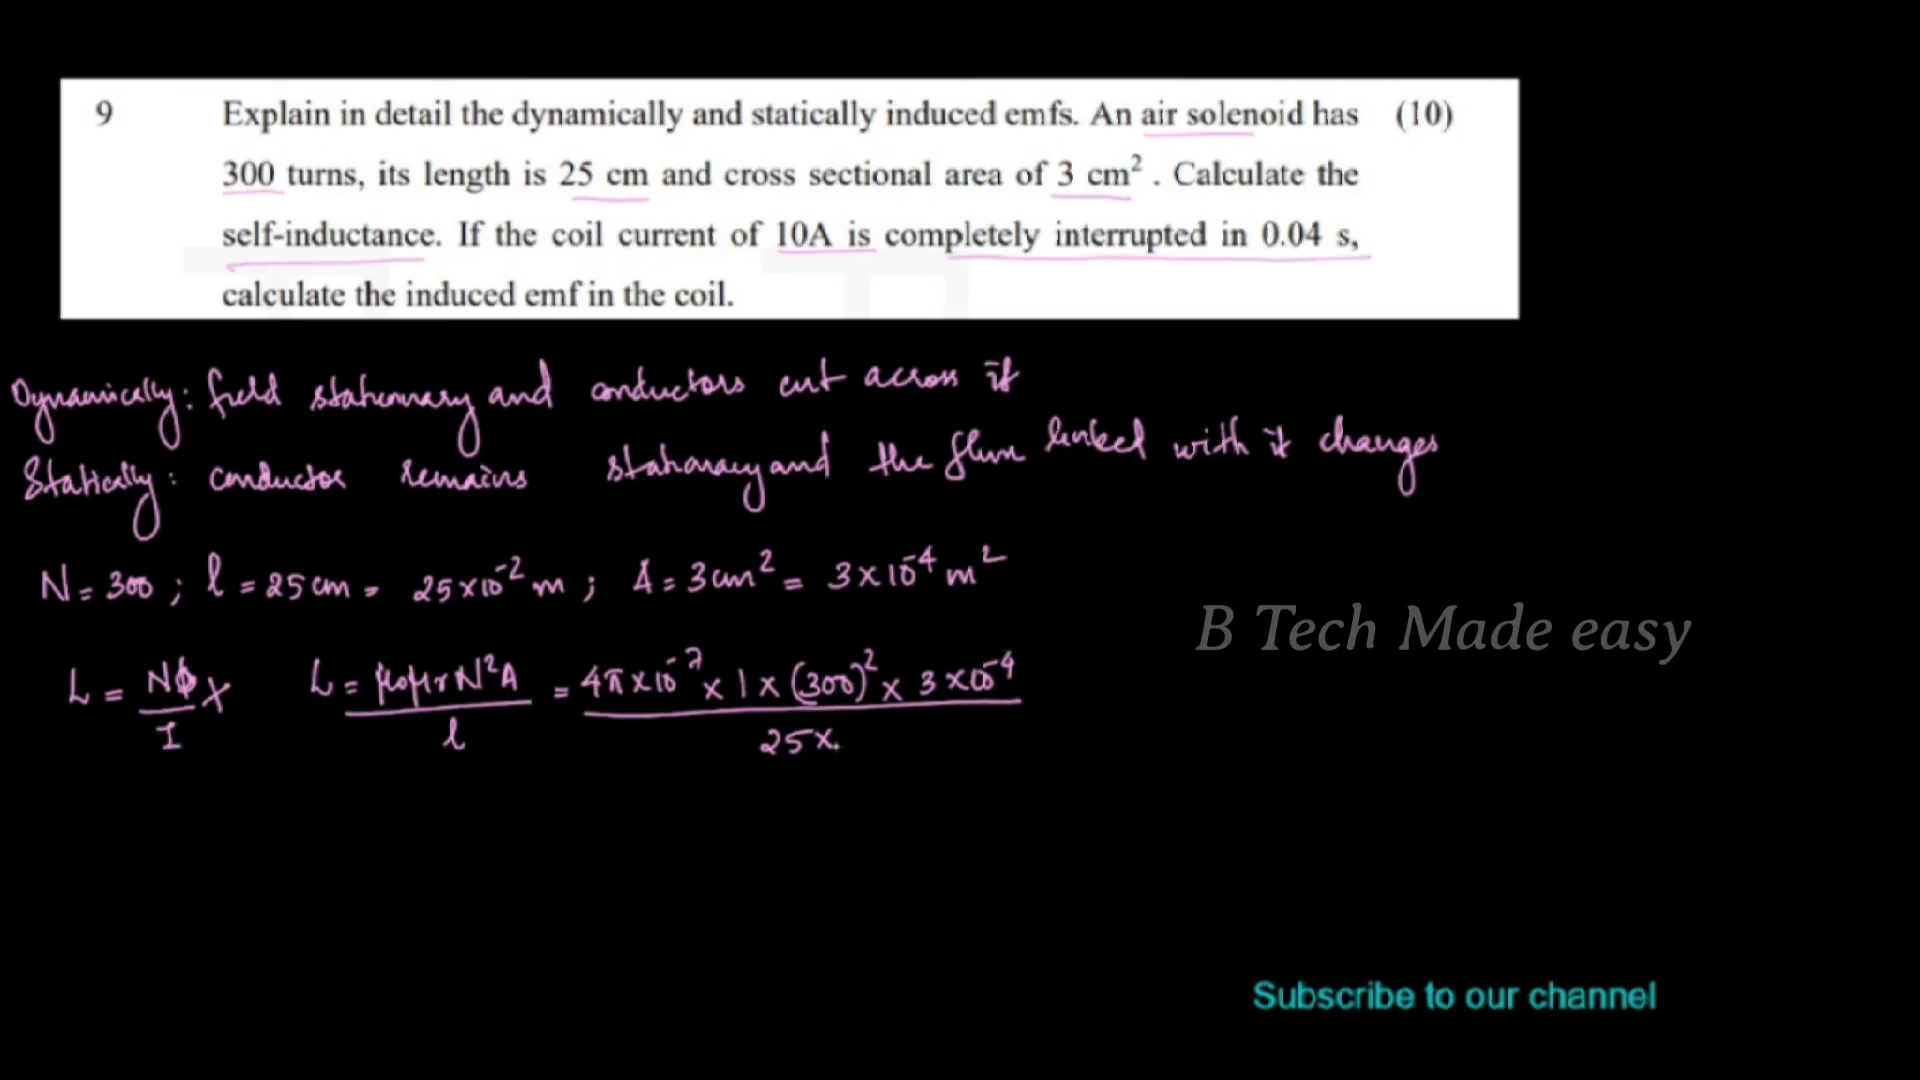 9 Explain in detail the dynamically and statically induced emfs. An air solenoid has (10)
300 turns, its length is 25 cm and cross sectional area of 3 cm². Calculate the
self-inductance. If the coil current of 10A is completely interrupted in 0.04 s,
calculate the induced emf in the coil.
Dynamically: field stationnary and conductors cut across it
Statically: conductor remains stationary and the flux linked with it changes
N = 300 ; l = 25 cm = 25×10⁻² m ; A = 3 cm² = 3×10⁻⁴ m²
B Tech Made easy
L = Nφ/I × L = μ₀μr N²A / l = 4π×10⁻⁷ × 1 × (300)² × 3×10⁻⁴ / 25×
Subscribe to our channel